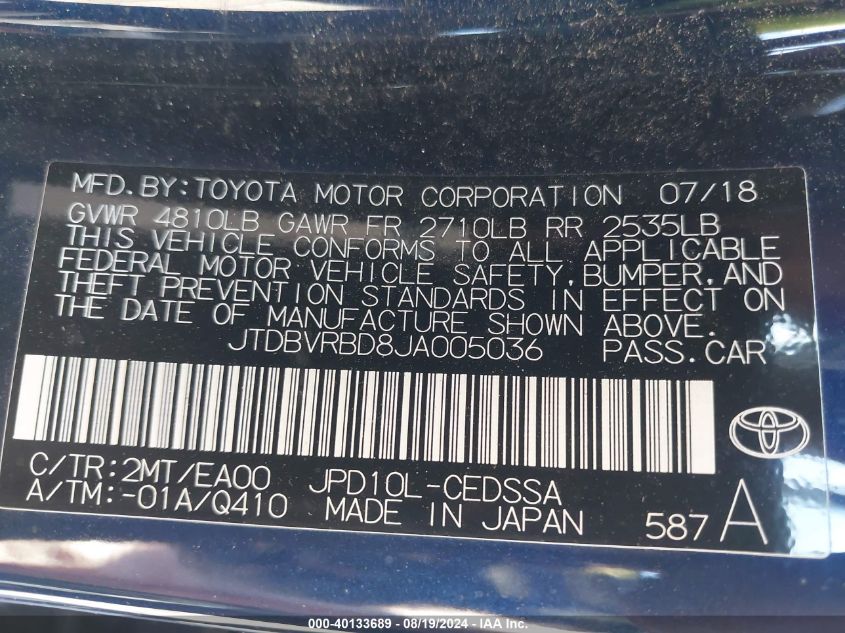 MFD.BY:TOYOTA MOTOR CORPORATION 07/18
GVWR 4810LB GAWR FR 2710LB RR 2535LB
THIS VEHICLE CONFORMS TO ALL APPLICABLE
FEDERAL MOTOR VEHICLE SAFETY,BUMPER,AND
THEFT PREVENTION STANDARDS IN EFFECT ON
THE DATE OF MANUFACTURE SHOWN ABOVE.
JTDBVRBD8JA005036 PASS.CAR
C/TR:2MT/EA00 JPD10L-CEDSSA
A/TM:-01A/Q410 MADE IN JAPAN 587 A
000-40133689 - 08/19/2024 - © IAA Inc.